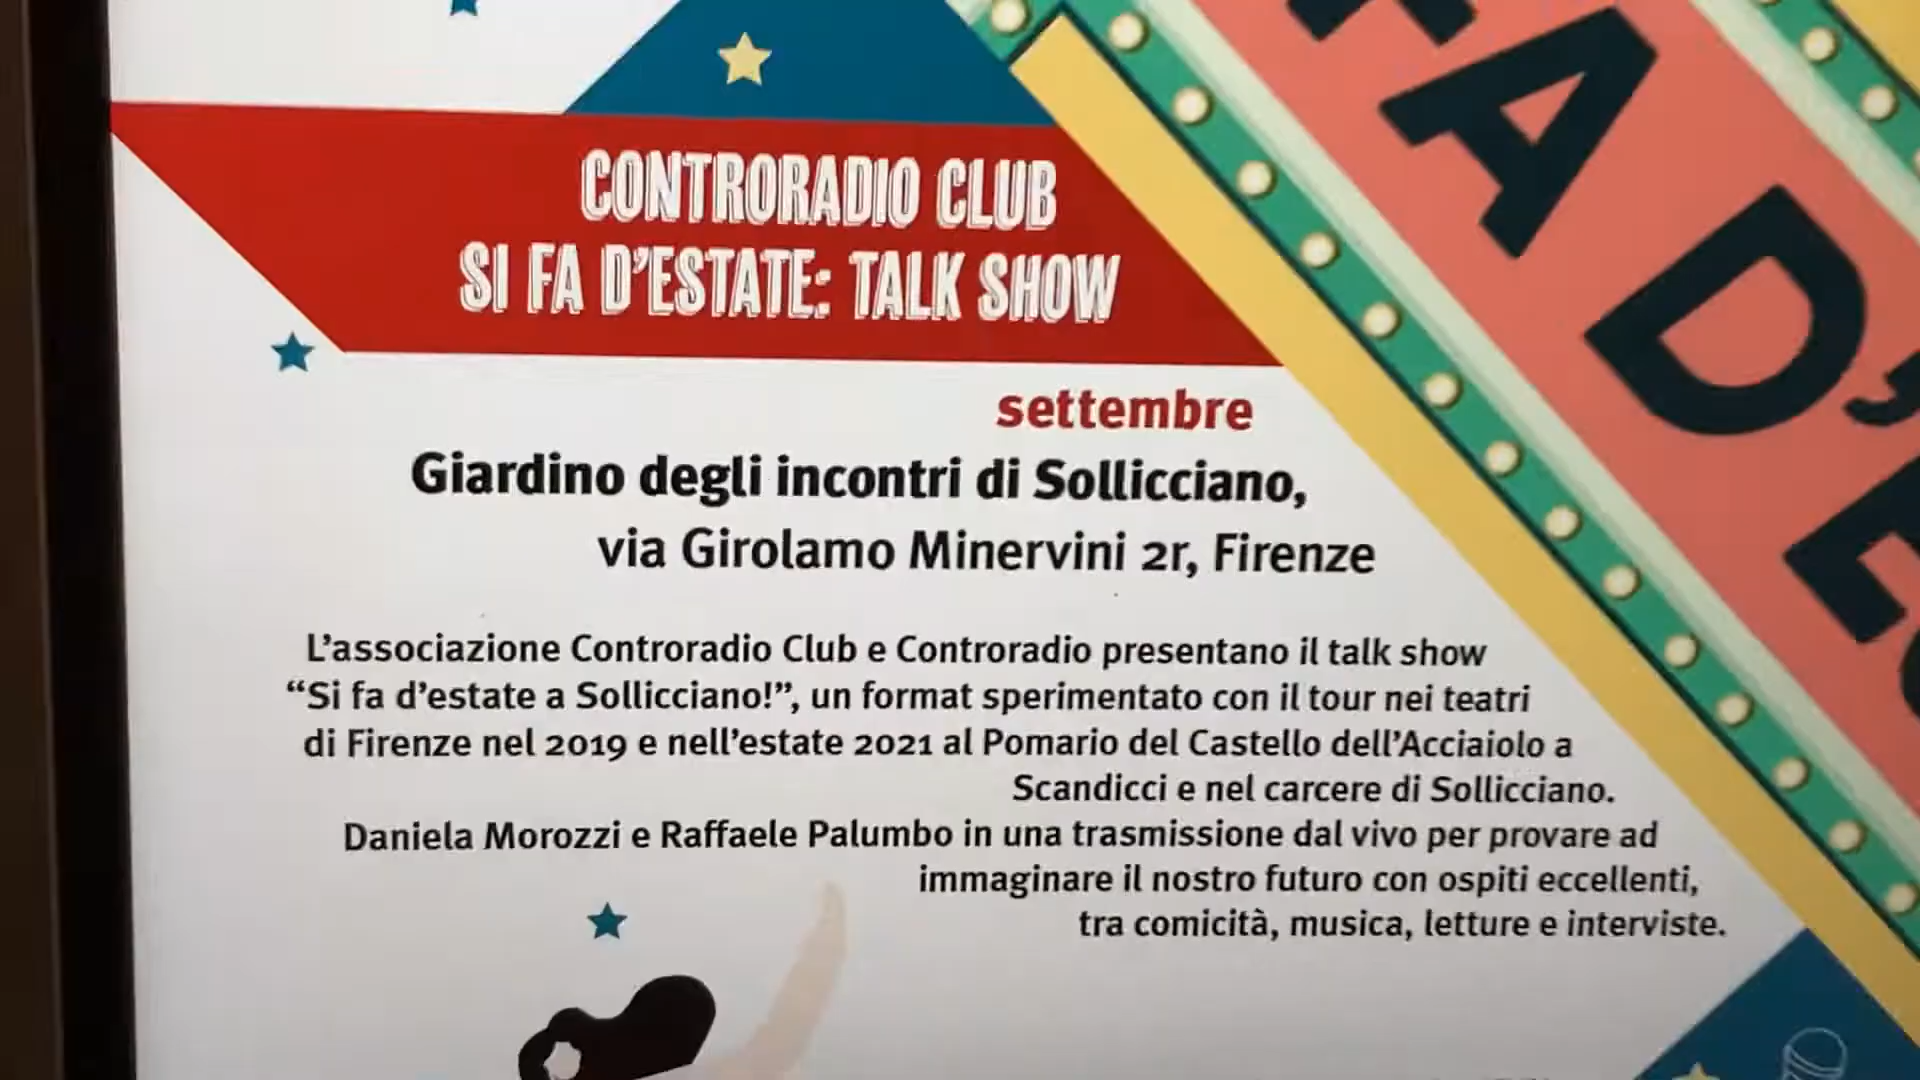 CONTRORADIO CLUB
SI FA D'ESTATE: TALK SHOW
settembre
Giardino degli incontri di Sollicciano,
via Girolamo Minervini 2r, Firenze
L'associazione Controradio Club e Controradio presentano il talk show
“Si fa d'estate a Sollicciano!”, un format sperimentato con il tour nei teatri
di Firenze nel 2019 e nell'estate 2021 al Pomario del Castello dell'Acciaiolo a
Scandicci e nel carcere di Sollicciano.
Daniela Morozzi e Raffaele Palumbo in una trasmissione dal vivo per provare ad
immaginare il nostro futuro con ospiti eccellenti,
tra comicità, musica, letture e interviste.
FA D'E